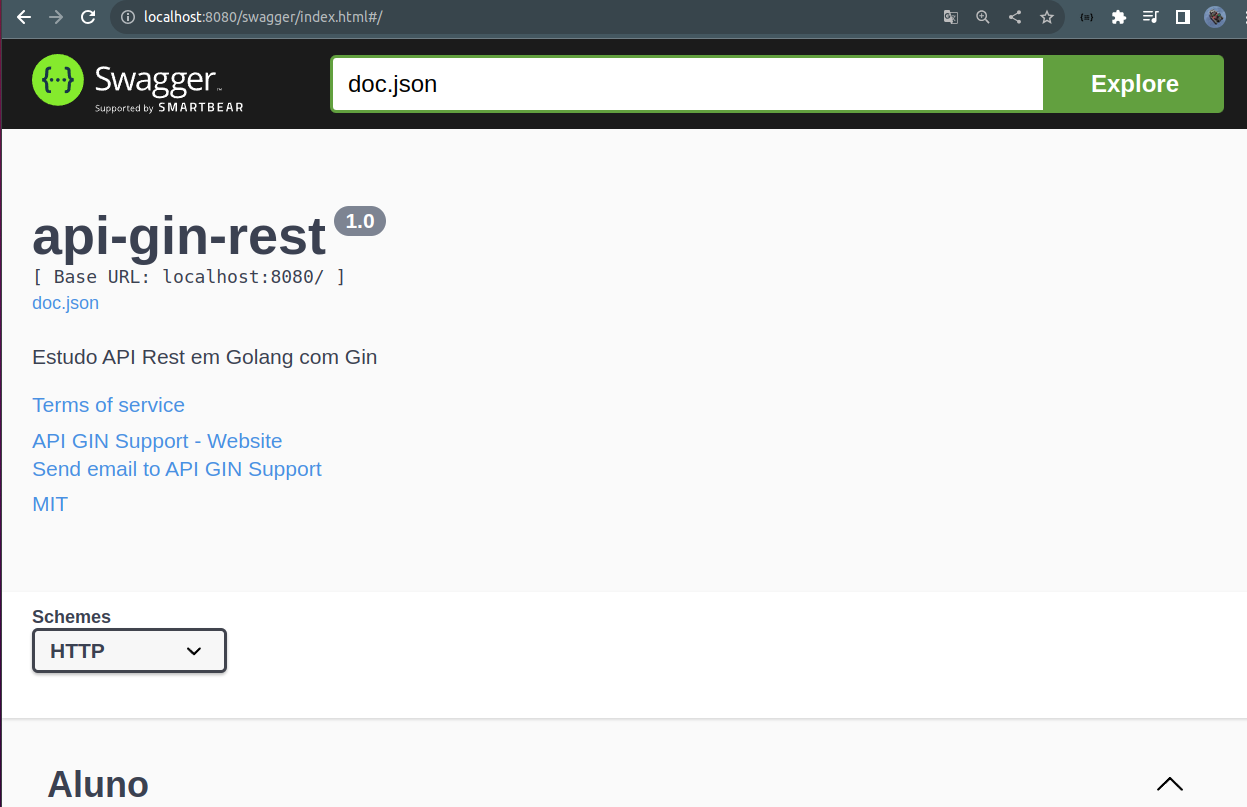 localhost:8080/swagger/index.html#/
{···} Swagger™
Supported by SMARTBEAR
doc.json
Explore
api-gin-rest 1.0
[ Base URL: localhost:8080/ ]
doc.json
Estudo API Rest em Golang com Gin
Terms of service
API GIN Support - Website
Send email to API GIN Support
MIT
Schemes
HTTP
Aluno